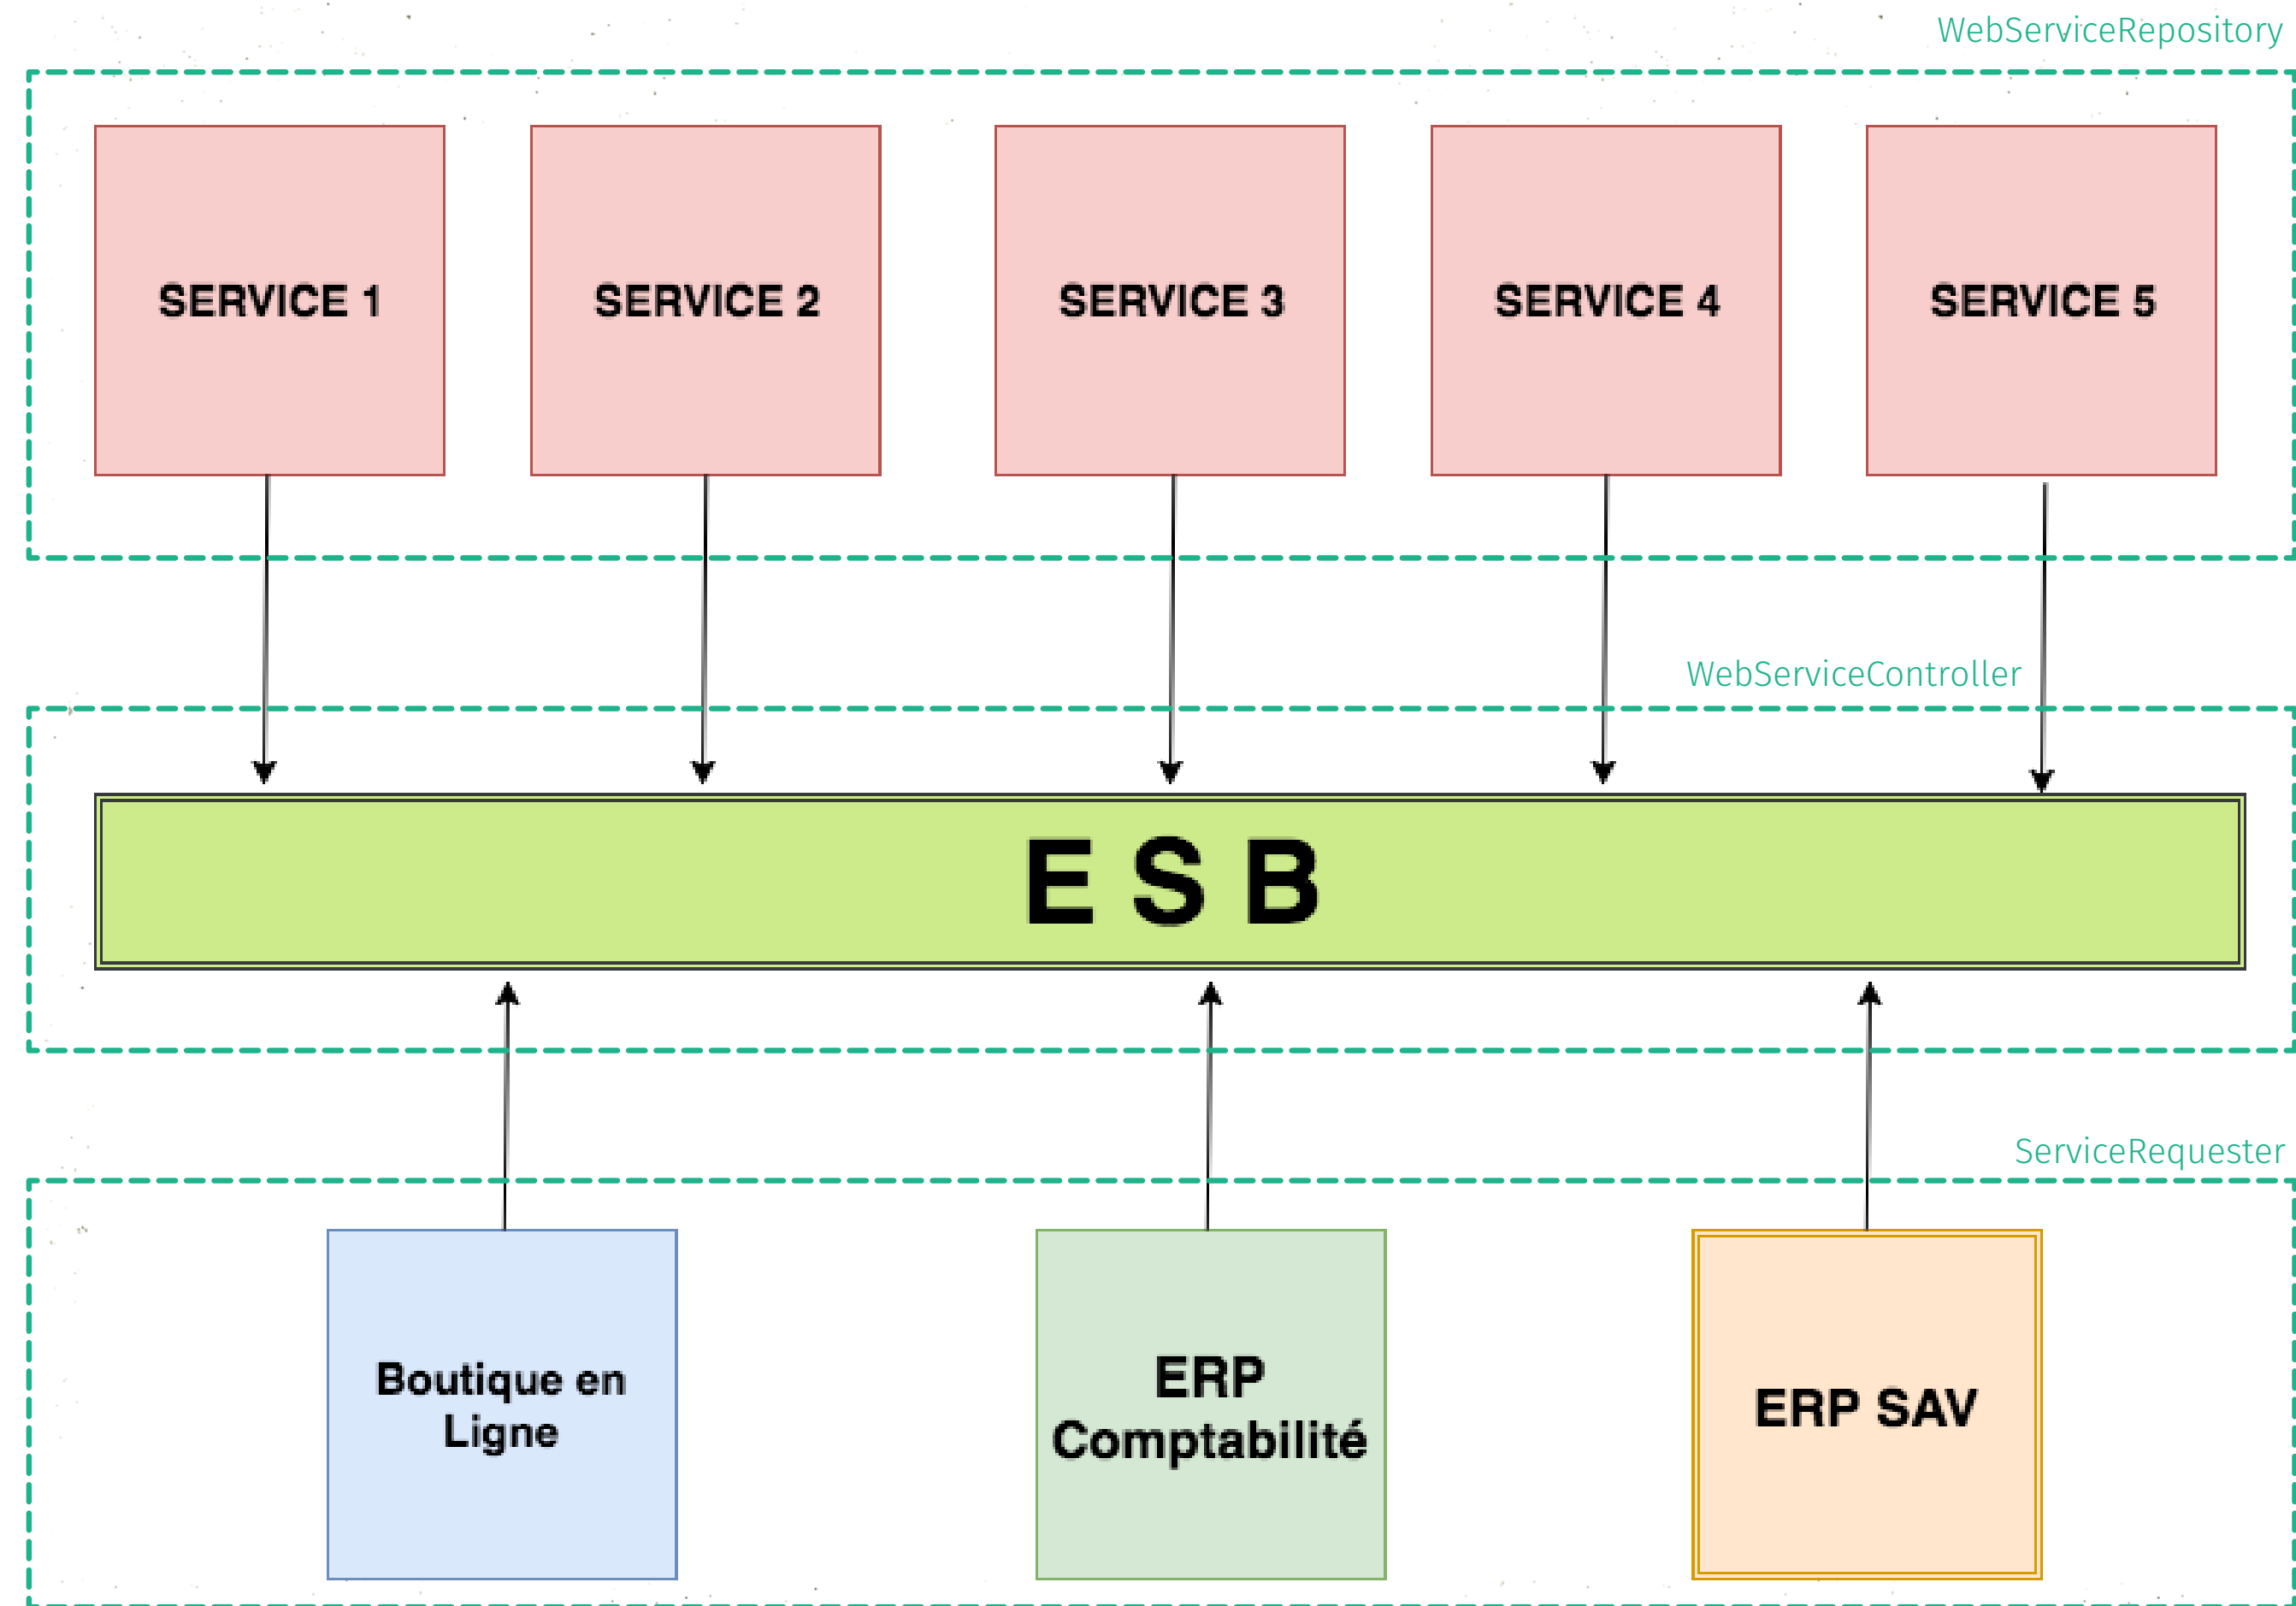 WebServiceRepository
SERVICE 1
SERVICE 2
SERVICE 3
SERVICE 4
SERVICE 5
WebServiceController
E S B
ServiceRequester
Boutique en
Ligne
ERP
Comptabilité
ERP SAV